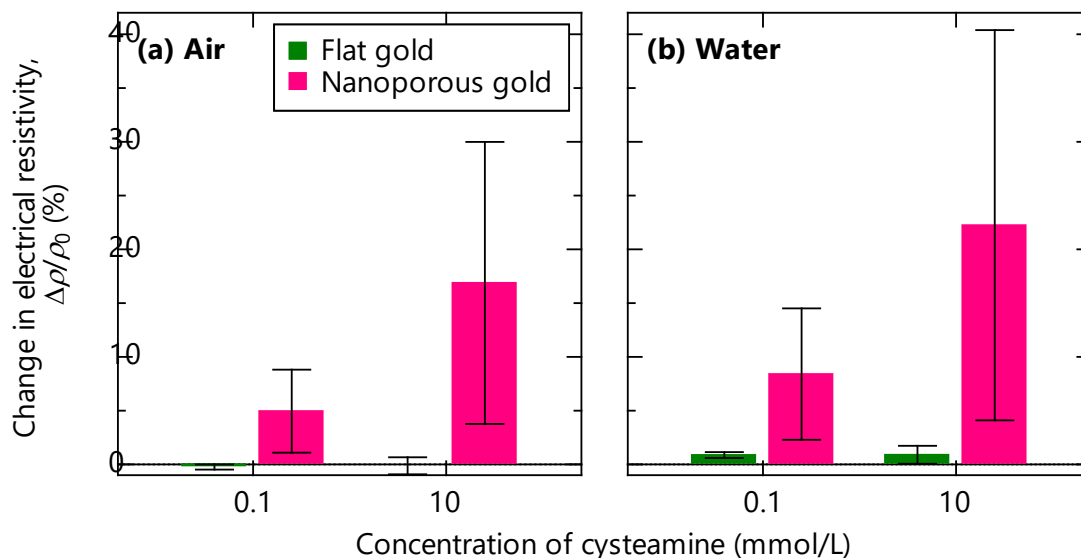 Change in electrical resistivity,
Δρ/ρ0 (%)
(a) Air
Flat gold
Nanoporous gold
(b) Water
40
30
20
10
0
0.1
10
0.1
10
Concentration of cysteamine (mmol/L)